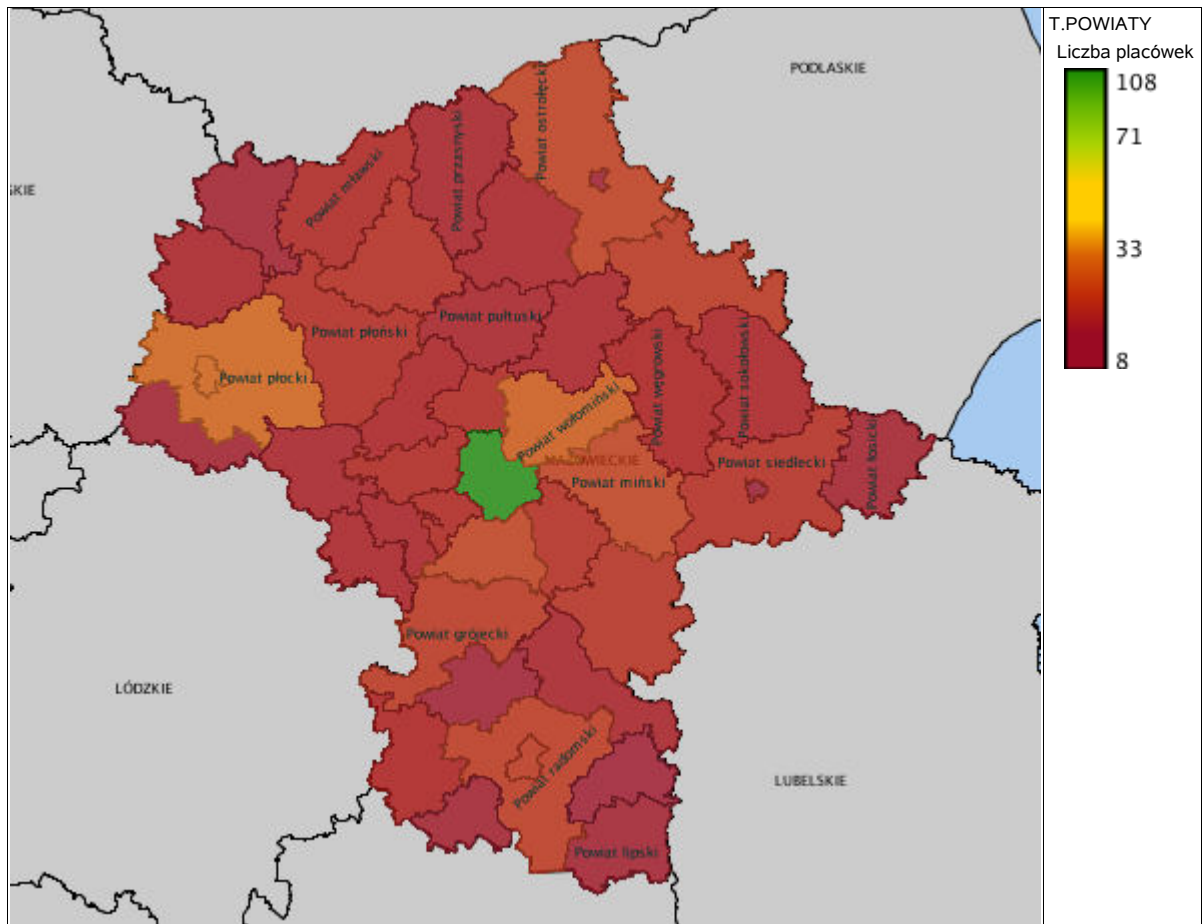 T.POWIATY
Liczba placówek
108
71
33
8
PODLASKIE
SKIE
Powiat ostrołęcki
Powiat przasnyski
Powiat mławski
Powiat płoński
Powiat pułtuski
Powiat węgrowski
Powiat sokołowski
Powiat płocki
Powiat wołomiński
MAZOWIECKIE
Powiat siedlecki
Powiat łosicki
Powiat miński
Powiat grójecki
ŁÓDZKIE
Powiat radomski
LUBELSKIE
Powiat lipski